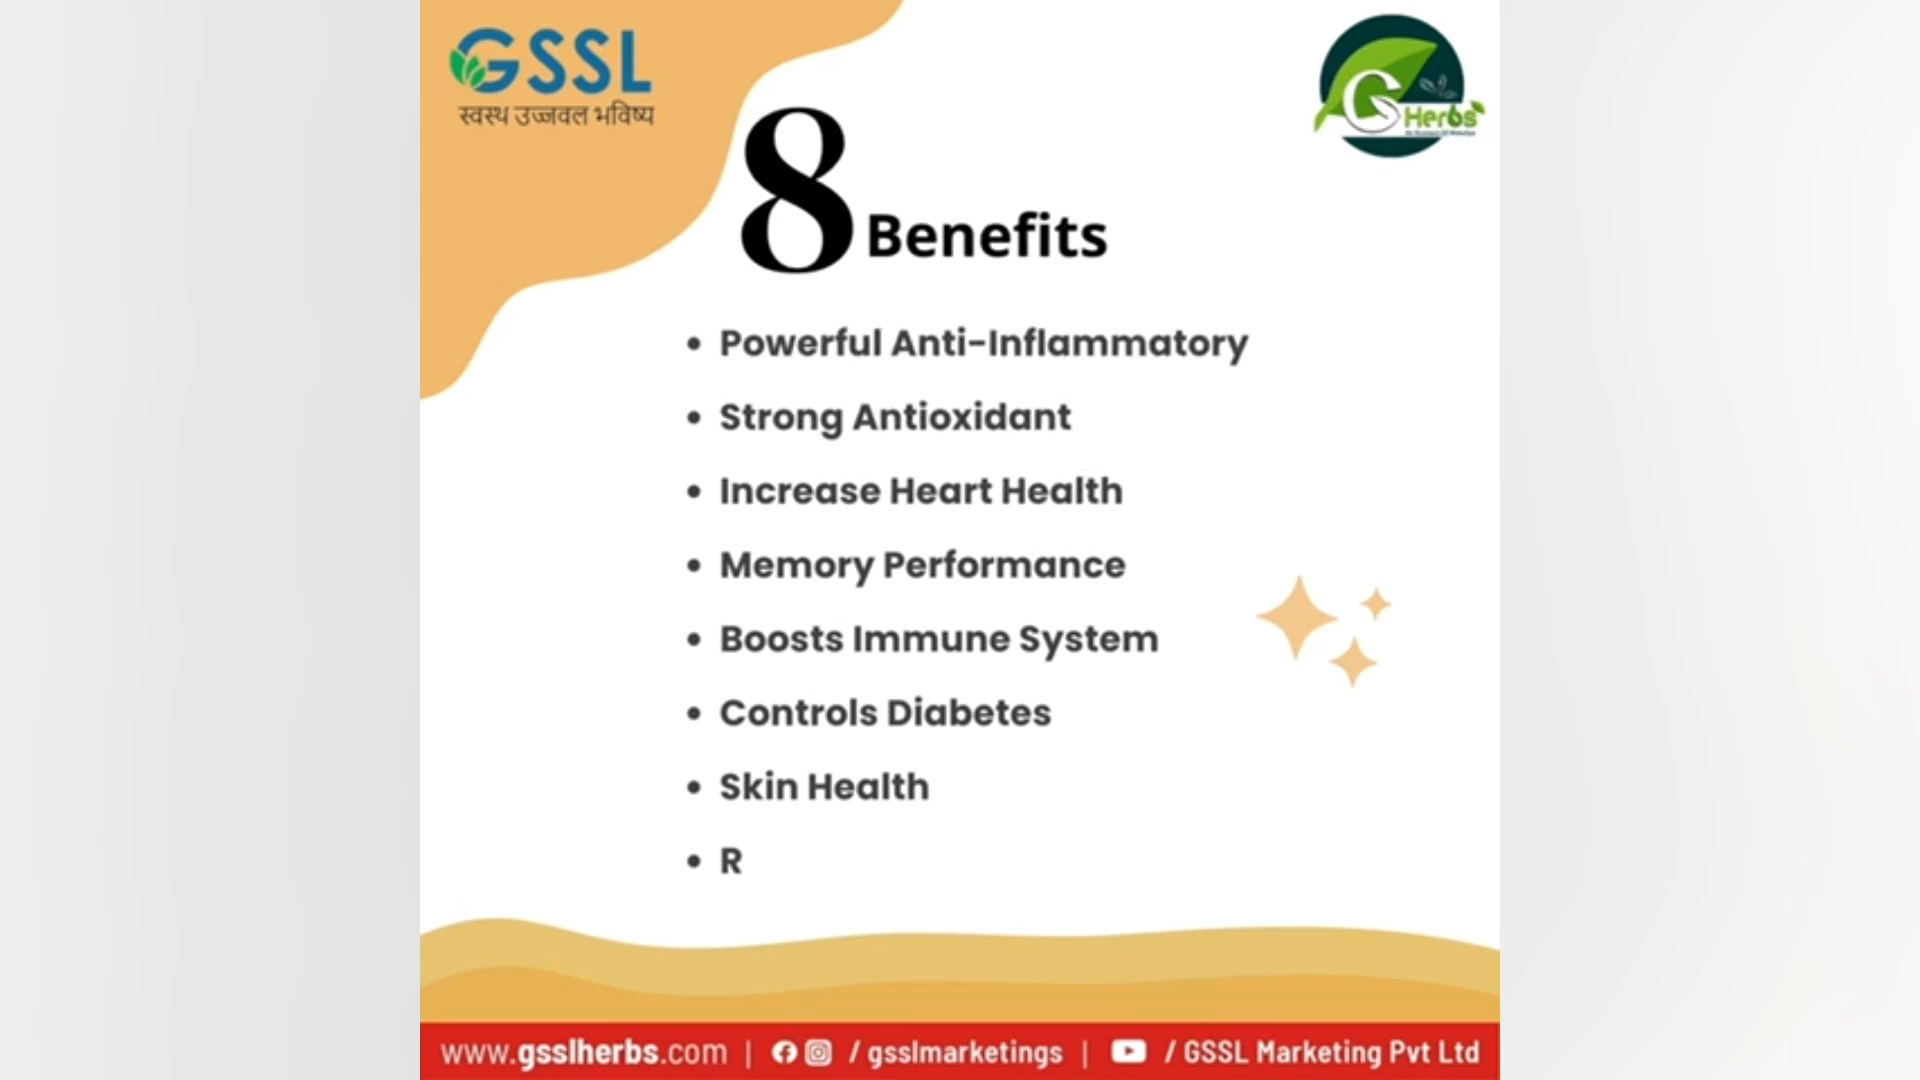 GSSL
स्वस्थ उज्जवल भविष्य
G Herbs
8 Benefits
• Powerful Anti-Inflammatory
• Strong Antioxidant
• Increase Heart Health
• Memory Performance
• Boosts Immune System
• Controls Diabetes
• Skin Health
• R
www.gsslherbs.com | / gsslmarketings | / GSSL Marketing Pvt Ltd